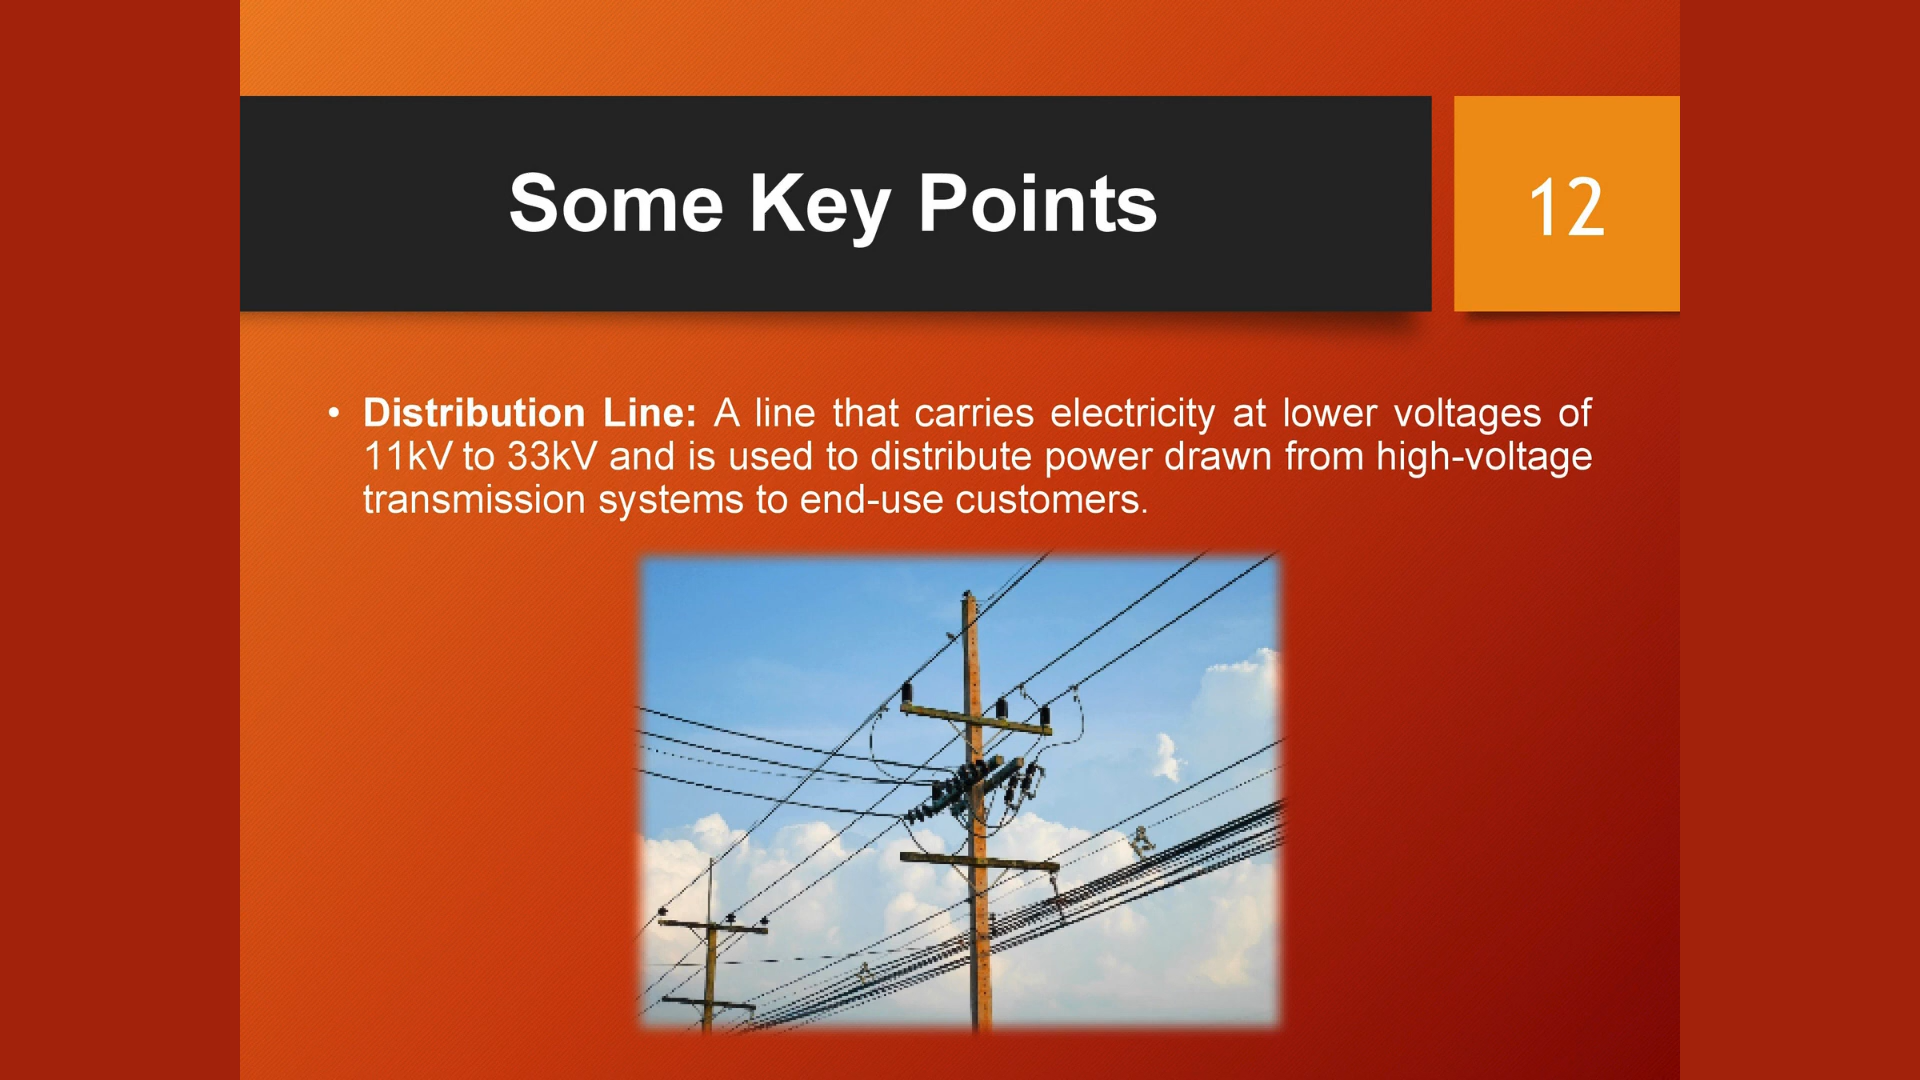 Some Key Points
12
• Distribution Line: A line that carries electricity at lower voltages of
11kV to 33kV and is used to distribute power drawn from high-voltage
transmission systems to end-use customers.